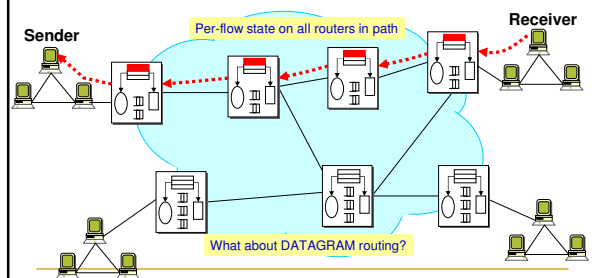 Per-flow state on all routers in path
Receiver
Sender
What about DATAGRAM routing?